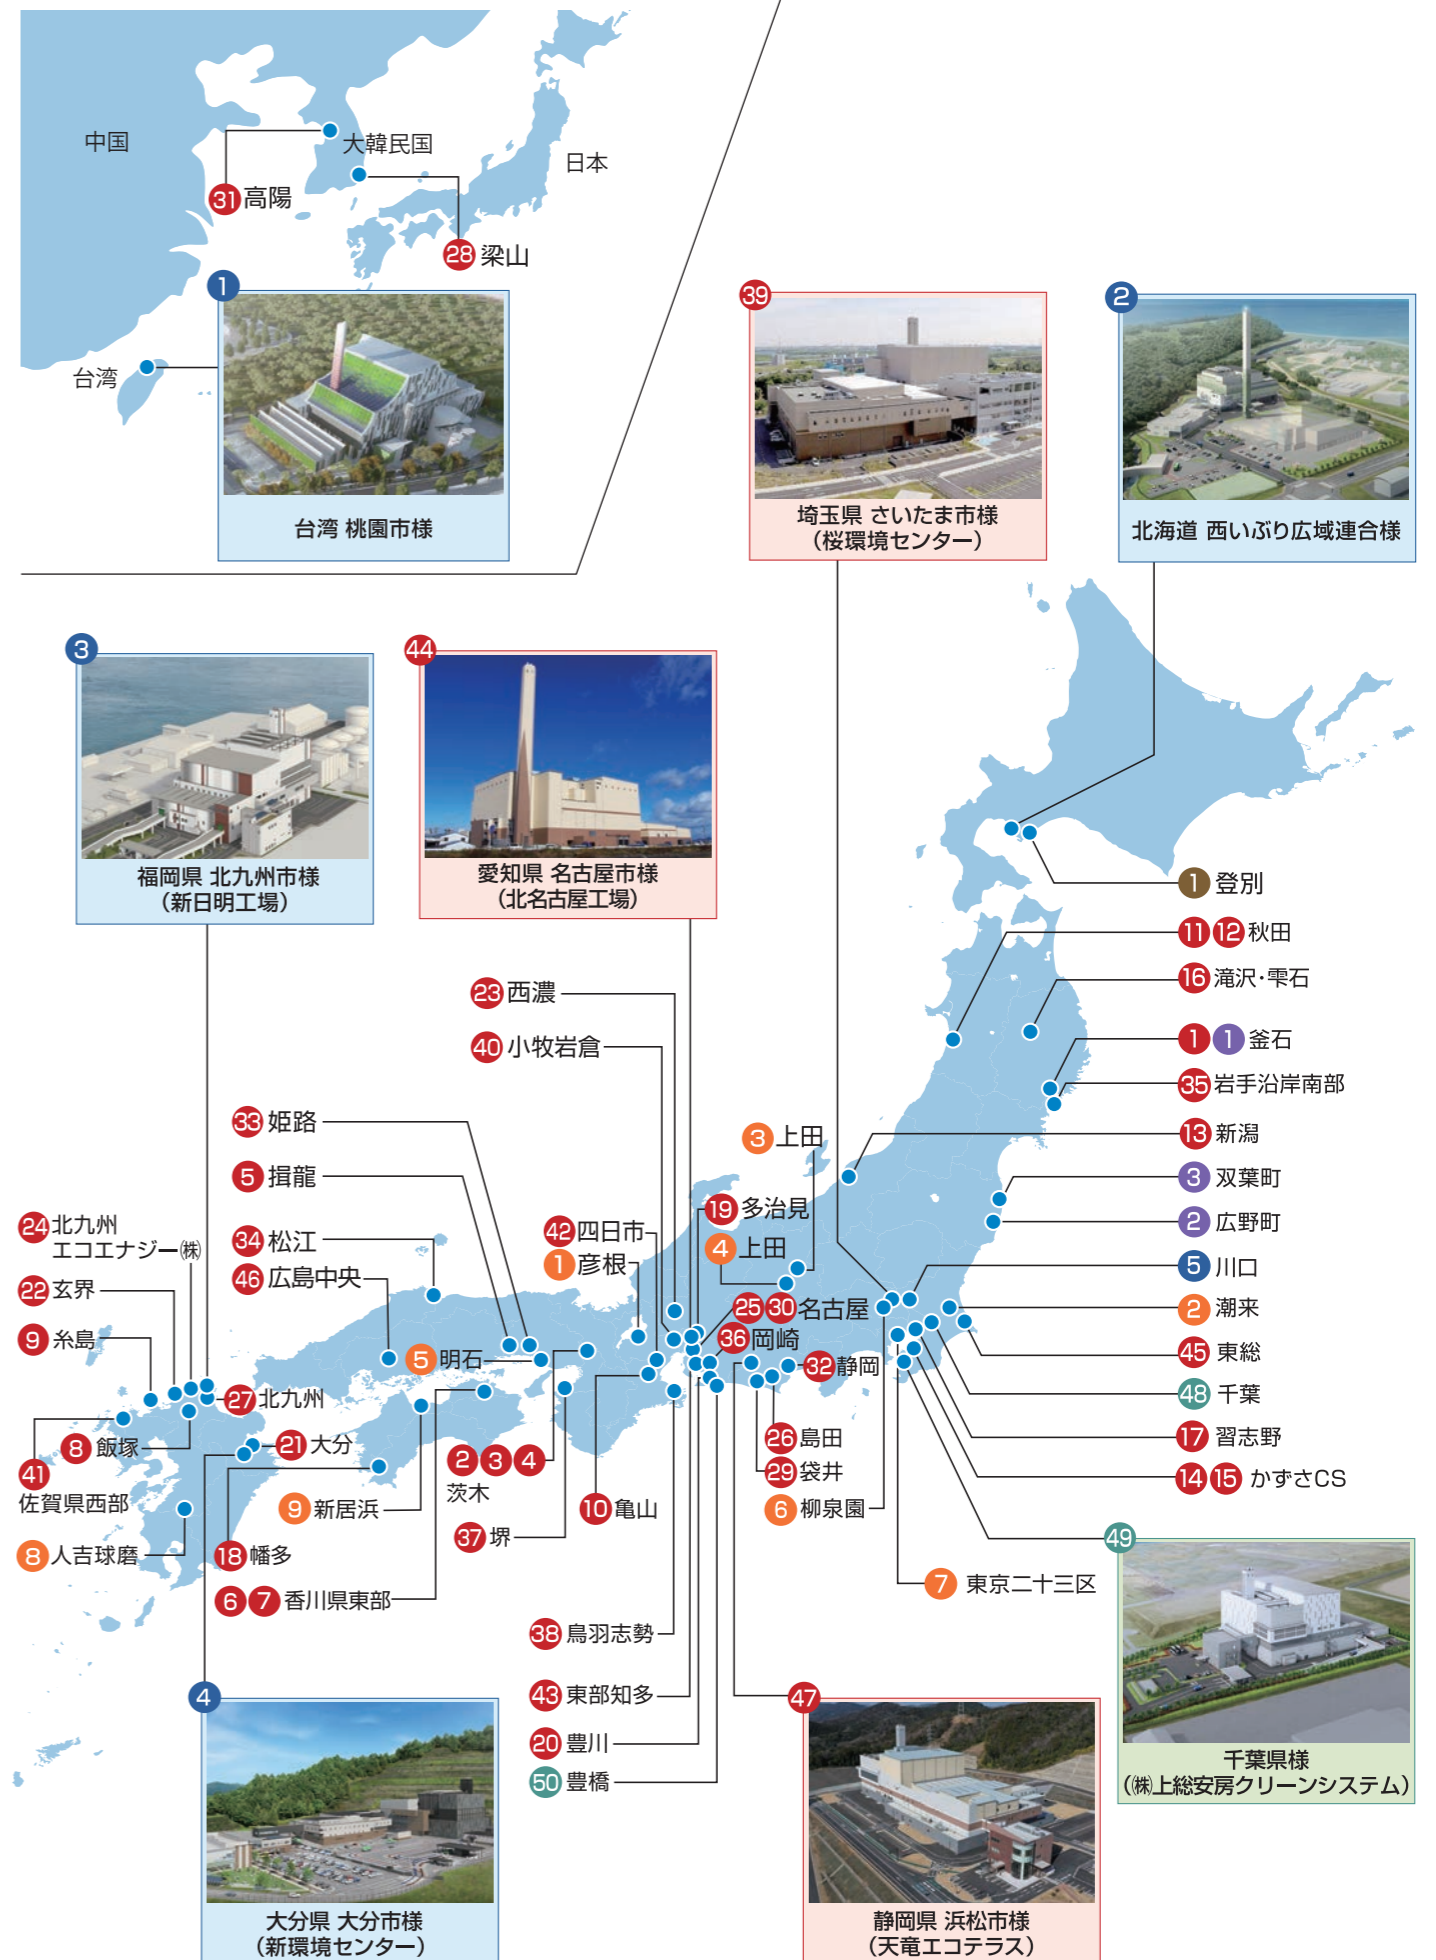 中国
大韓民国
日本
31 高陽
28 梁山
台湾
1
台湾 桃園市様
39
埼玉県 さいたま市様
(桜環境センター)
2
北海道 西いぶり広域連合様
3
福岡県 北九州市様
(新日明工場)
44
愛知県 名古屋市様
(北名古屋工場)
1 登別
11 12 秋田
16 滝沢・雫石
1 1 釜石
35 岩手沿岸南部
13 新潟
3 双葉町
2 広野町
5 川口
2 潮来
45 東総
48 千葉
17 習志野
14 15 かずさCS
23 西濃
40 小牧岩倉
33 姫路
5 揖龍
3 上田
19 多治見
4 上田
42 四日市
1 彦根
24 北九州
エコエナジー㈱
34 松江
46 広島中央
22 玄界
9 糸島
25 30 名古屋
36 岡崎
5 明石
32 静岡
27 北九州
8 飯塚
21 大分
41
佐賀県西部
2 3 4
茨木
26 島田
29 袋井
9 新居浜
10 亀山
6 柳泉園
37 堺
8 人吉球磨
18 幡多
6 7 香川県東部
7 東京二十三区
38 鳥羽志勢
43 東部知多
20 豊川
50 豊橋
49
千葉県様
(㈱上総安房クリーンシステム)
4
大分県 大分市様
(新環境センター)
47
静岡県 浜松市様
(天竜エコテラス)